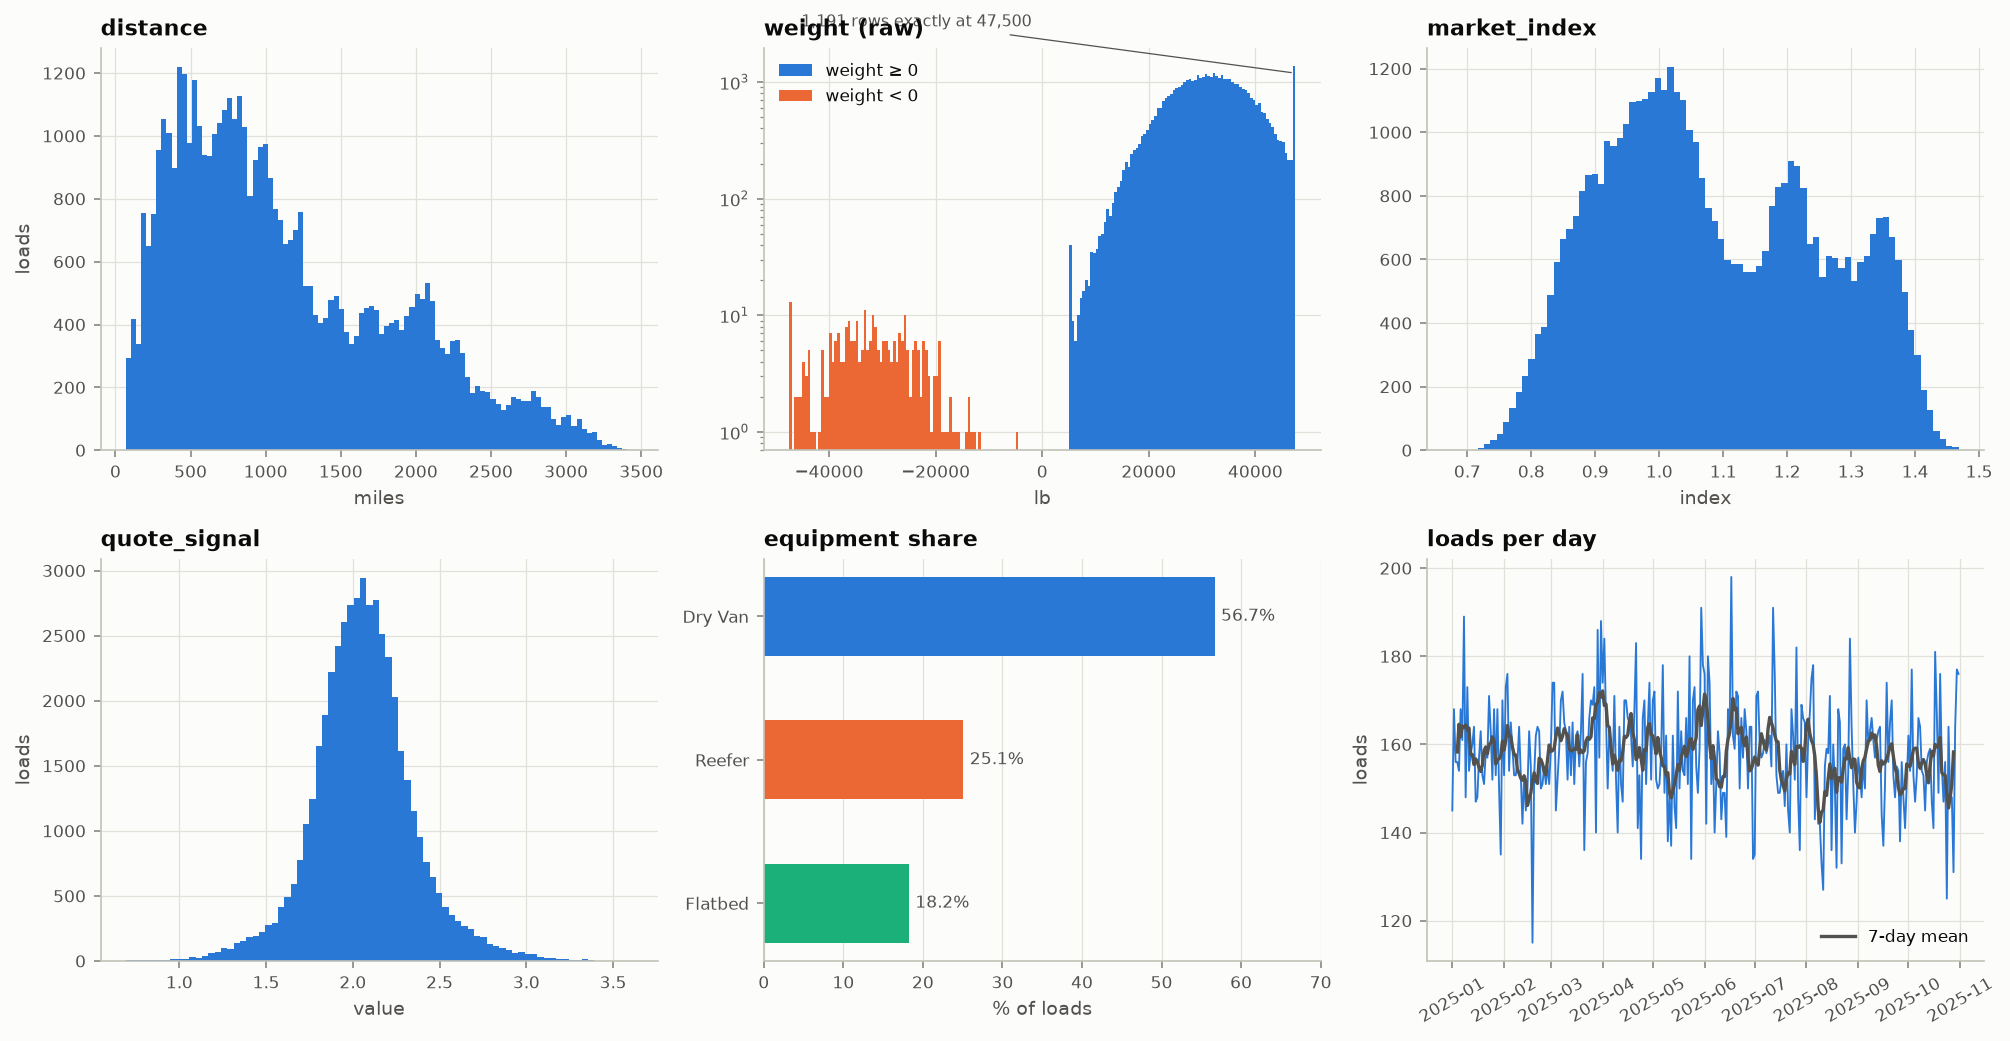 distance
loads
1200
1000
800
600
400
200
0
0 500 1000 1500 2000 2500 3000 3500
miles
weight (raw)
1,191 rows exactly at 47,500
weight ≥ 0
weight < 0
10³
10²
10¹
10⁰
−40000 −20000 0 20000 40000
lb
market_index
1200
1000
800
600
400
200
0
0.7 0.8 0.9 1.0 1.1 1.2 1.3 1.4 1.5
index
quote_signal
loads
3000
2500
2000
1500
1000
500
0
1.0 1.5 2.0 2.5 3.0 3.5
value
equipment share
Dry Van 56.7%
Reefer 25.1%
Flatbed 18.2%
0 10 20 30 40 50 60 70
% of loads
loads per day
loads
200
180
160
140
120
7-day mean
2025-01 2025-02 2025-03 2025-04 2025-05 2025-06 2025-07 2025-08 2025-09 2025-10 2025-11